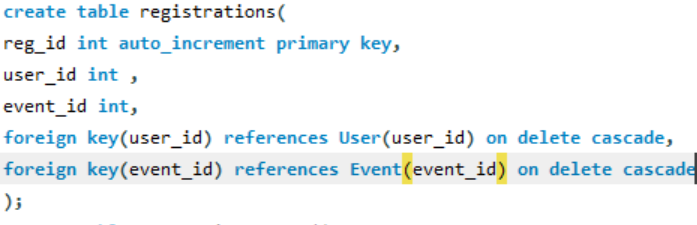 create table registrations(
reg_id int auto_increment primary key,
user_id int ,
event_id int,
foreign key(user_id) references User(user_id) on delete cascade,
foreign key(event_id) references Event(event_id) on delete cascade
);